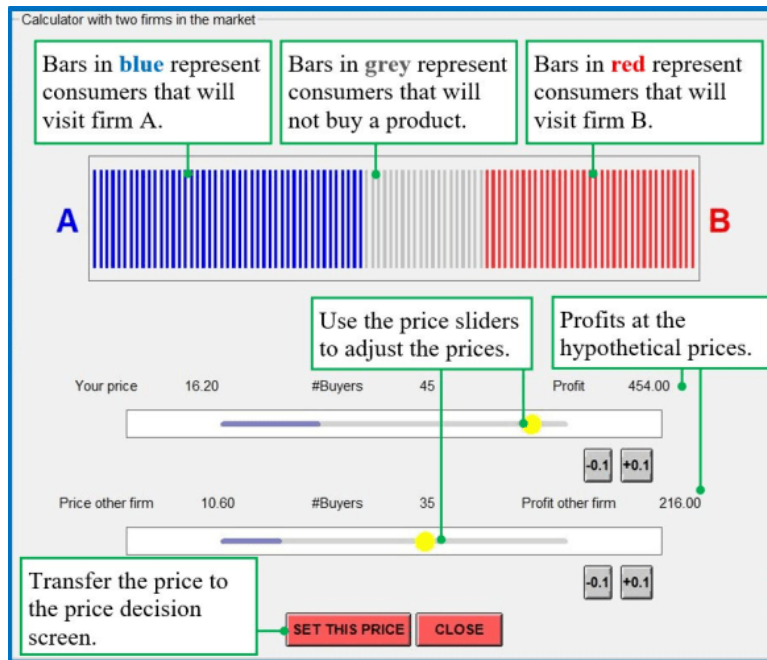 Calculator with two firms in the market
Bars in blue represent
consumers that will
visit firm A.
Bars in grey represent
consumers that will
not buy a product.
Bars in red represent
consumers that will
visit firm B.
A
B
Use the price sliders
to adjust the prices.
Profits at the
hypothetical prices.
Your price 16.20 #Buyers 45 Profit 454.00
-0.1 +0.1
Price other firm 10.60 #Buyers 35 Profit other firm 216.00
-0.1 +0.1
Transfer the price to
the price decision
screen.
SET THIS PRICE CLOSE